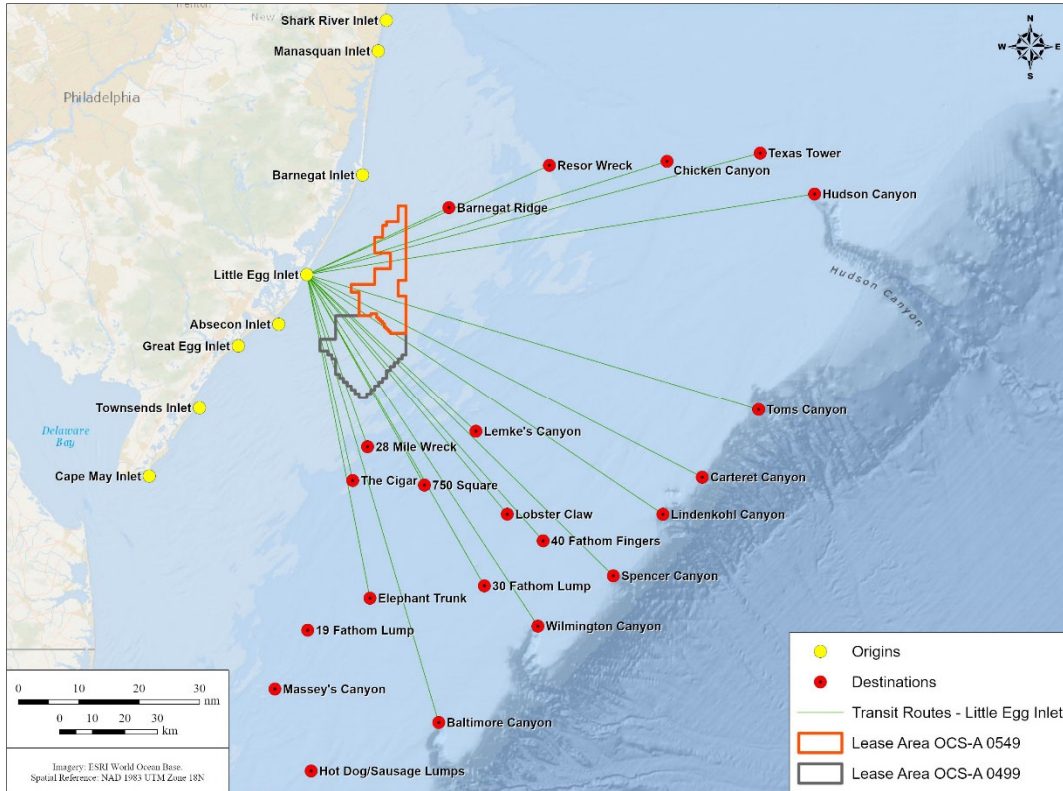 Trenton
New
Shark River Inlet
N
W E
S
Manasquan Inlet
Philadelphia
Texas Tower
Resor Wreck
Chicken Canyon
Barnegat Inlet
Hudson Canyon
Barnegat Ridge
Little Egg Inlet
Hudson Canyon
Absecon Inlet
Great Egg Inlet
Townsends Inlet
Toms Canyon
Delaware
Bay
Lemke's Canyon
28 Mile Wreck
Cape May Inlet
The Cigar
750 Square
Carteret Canyon
Lobster Claw
Lindenkohl Canyon
40 Fathom Fingers
Spencer Canyon
30 Fathom Lump
Elephant Trunk
19 Fathom Lump
Wilmington Canyon
Massey's Canyon
Baltimore Canyon
Hot Dog/Sausage Lumps
0 10 20 30
nm
0 10 20 30
km
Imagery: ESRI World Ocean Base.
Spatial Reference: NAD 1983 UTM Zone 18N
Origins
Destinations
Transit Routes - Little Egg Inlet
Lease Area OCS-A 0549
Lease Area OCS-A 0499